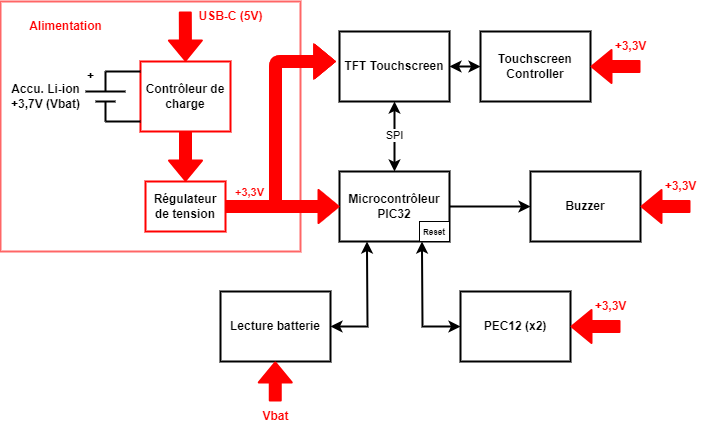 USB-C (5V)
Alimentation
+
Accu. Li-ion
+3,7V (Vbat)
Contrôleur de
charge
Régulateur
de tension
+3,3V
TFT Touchscreen
Touchscreen
Controller
+3,3V
SPI
Microcontrôleur
PIC32
Reset
Buzzer
+3,3V
Lecture batterie
PEC12 (x2)
+3,3V
Vbat